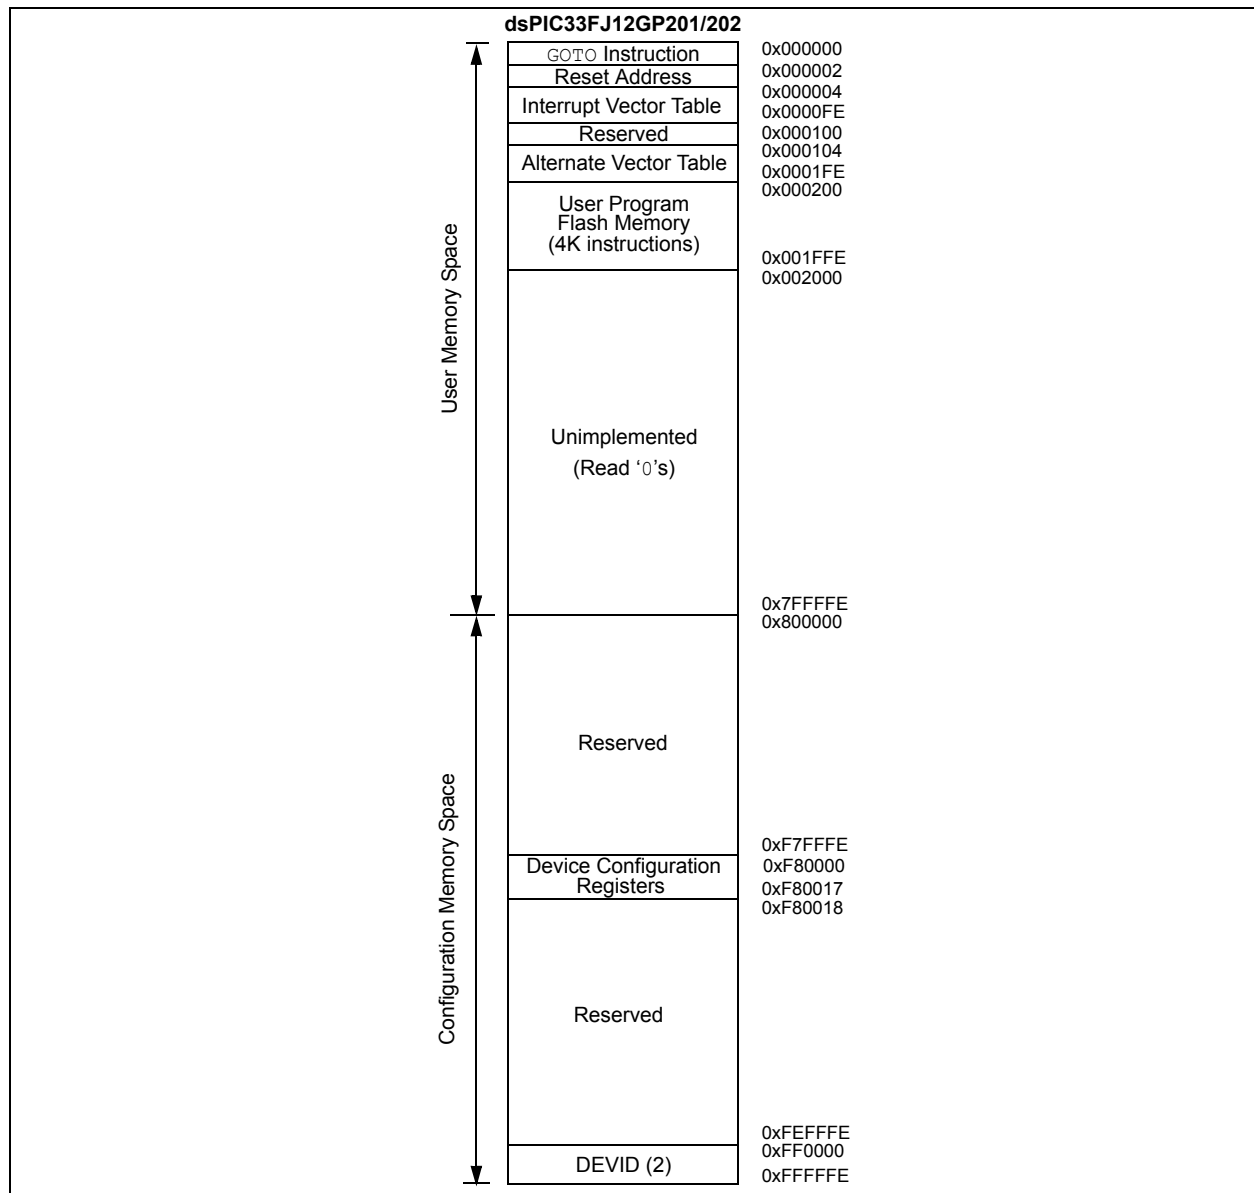 dsPIC33FJ12GP201/202
GOTO Instruction
0x000000
Reset Address
0x000002
Interrupt Vector Table
0x000004
0x0000FE
Reserved
0x000100
Alternate Vector Table
0x000104
0x0001FE
User Program
Flash Memory
(4K instructions)
0x000200
0x001FFE
0x002000
User Memory Space
Unimplemented
(Read ‘0’s)
0x7FFFFE
0x800000
Reserved
0xF7FFFE
Configuration Memory Space
Device Configuration
Registers
0xF80000
0xF80017
0xF80018
Reserved
0xFEFFFE
DEVID (2)
0xFF0000
0xFFFFFE